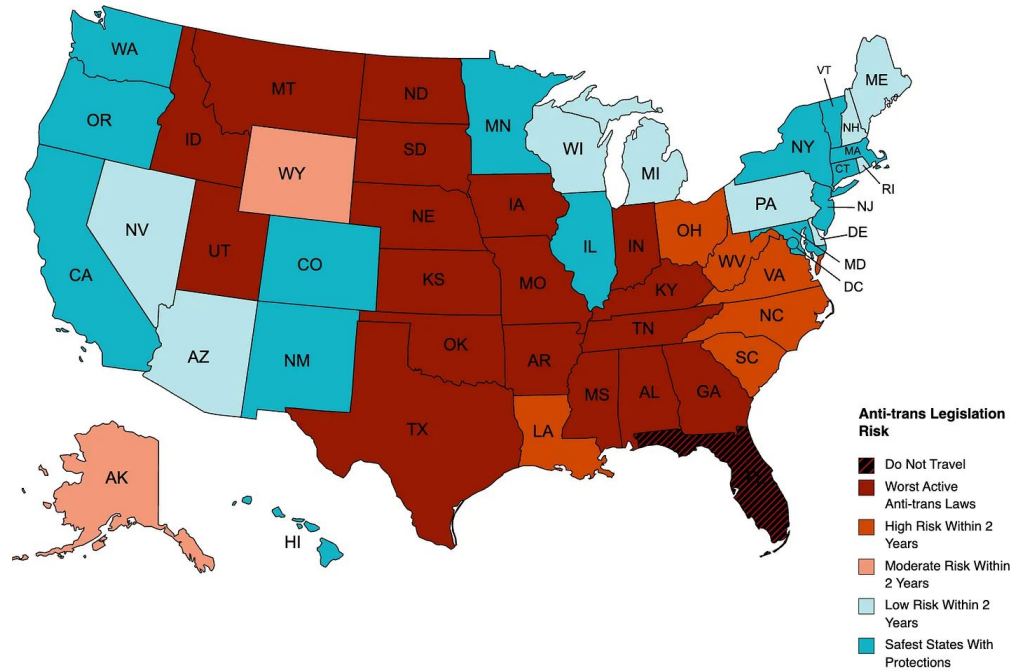 WA
OR
CA
NV
ID
MT
WY
UT
AZ
CO
NM
ND
SD
NE
KS
OK
TX
MN
IA
MO
AR
LA
WI
IL
MI
IN
OH
KY
TN
MS
AL
GA
WV
VA
NC
SC
PA
NY
VT
NH
ME
MA
CT
RI
NJ
DE
MD
DC
AK
HI
Anti-trans Legislation
Risk
Do Not Travel
Worst Active
Anti-trans Laws
High Risk Within 2
Years
Moderate Risk Within
2 Years
Low Risk Within 2
Years
Safest States With
Protections